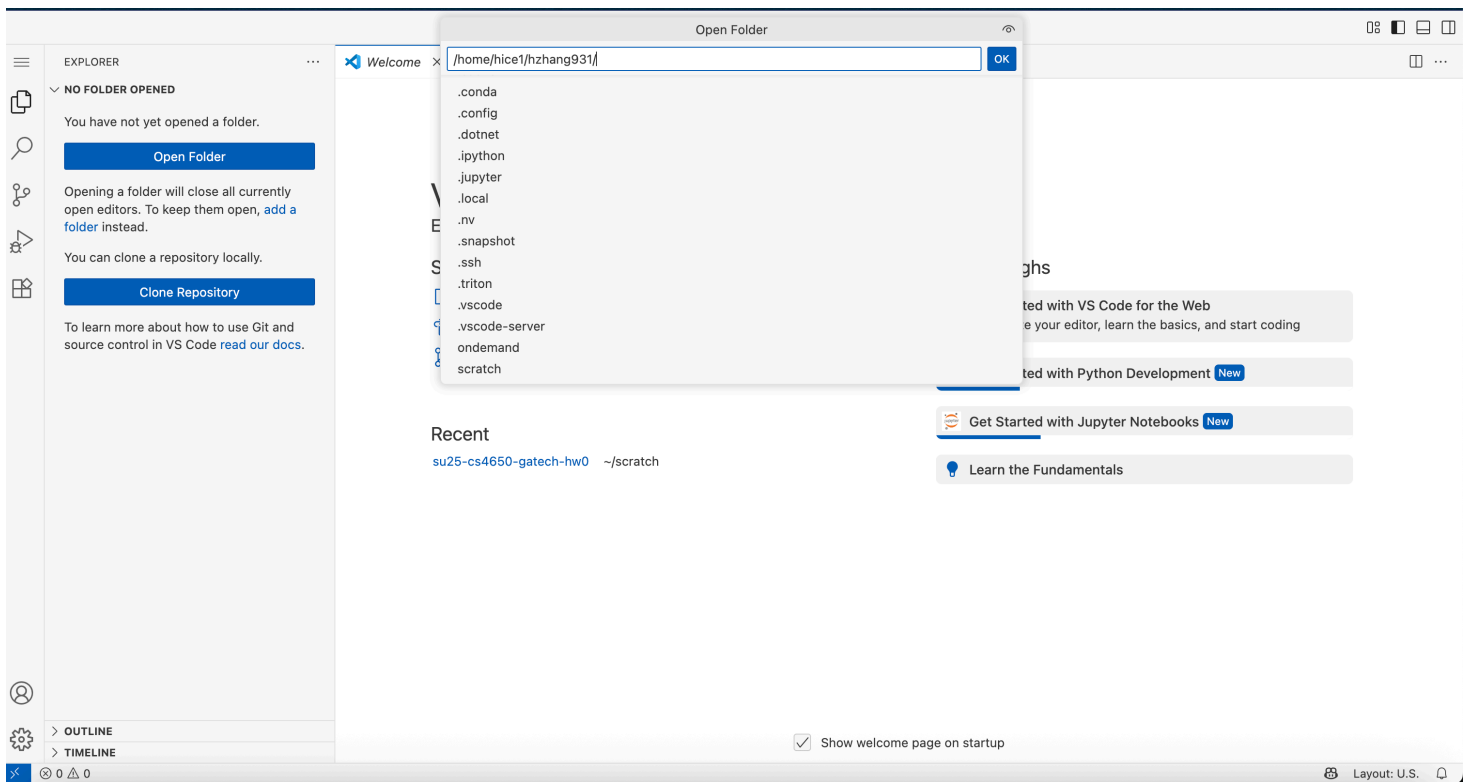 Open Folder
/home/hice1/hzhang931/
OK
.conda
.config
.dotnet
.ipython
.jupyter
.local
.nv
.snapshot
.ssh
.triton
.vscode
.vscode-server
ondemand
scratch
EXPLORER
NO FOLDER OPENED
You have not yet opened a folder.
Open Folder
Opening a folder will close all currently
open editors. To keep them open, add a
folder instead.
You can clone a repository locally.
Clone Repository
To learn more about how to use Git and
source control in VS Code read our docs.
OUTLINE
TIMELINE
Welcome
Recent
su25-cs4650-gatech-hw0 ~/scratch
ted with VS Code for the Web
e your editor, learn the basics, and start coding
ted with Python Development New
Get Started with Jupyter Notebooks New
Learn the Fundamentals
Show welcome page on startup
0 0
Layout: U.S.